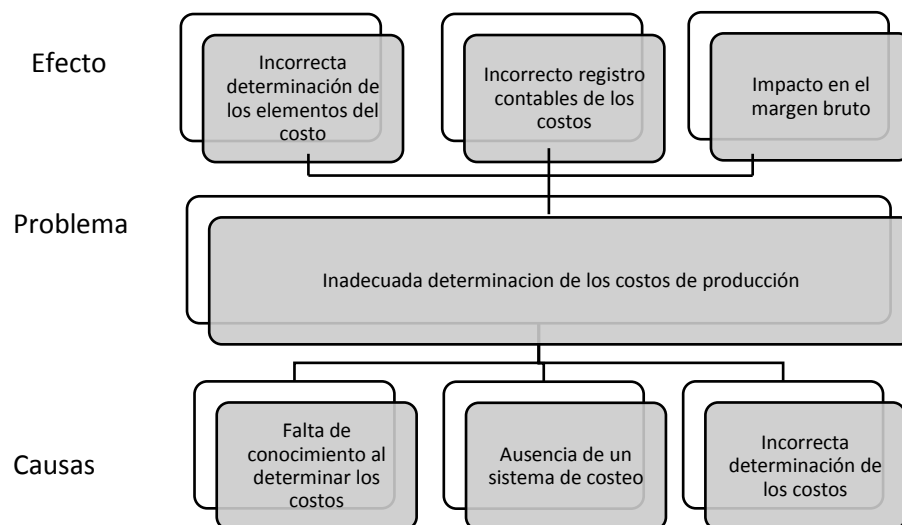 Efecto
Incorrecta
determinación de
los elementos del
costo
Incorrecto registro
contables de los
costos
Impacto en el
margen bruto
Problema
Inadecuada determinacion de los costos de producción
Causas
Falta de
conocimiento al
determinar los
costos
Ausencia de un
sistema de costeo
Incorrecta
determinación de
los costos